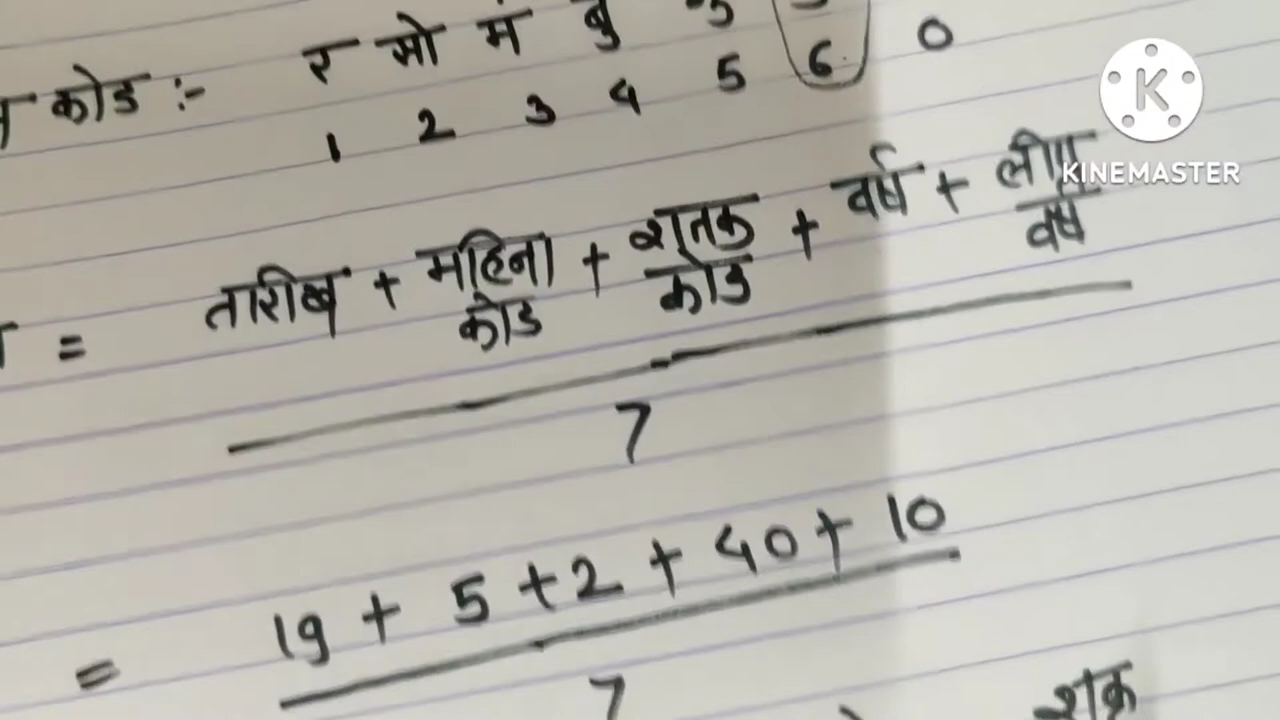 कोड :-
र सो मं बु
1 2 3 4 5 6 0
= तारीख + महिना कोड + शतक कोड + वर्ष + लीप वर्ष
7
= 19 + 5 + 2 + 40 + 10
7
शुक्र
K
KINEMASTER